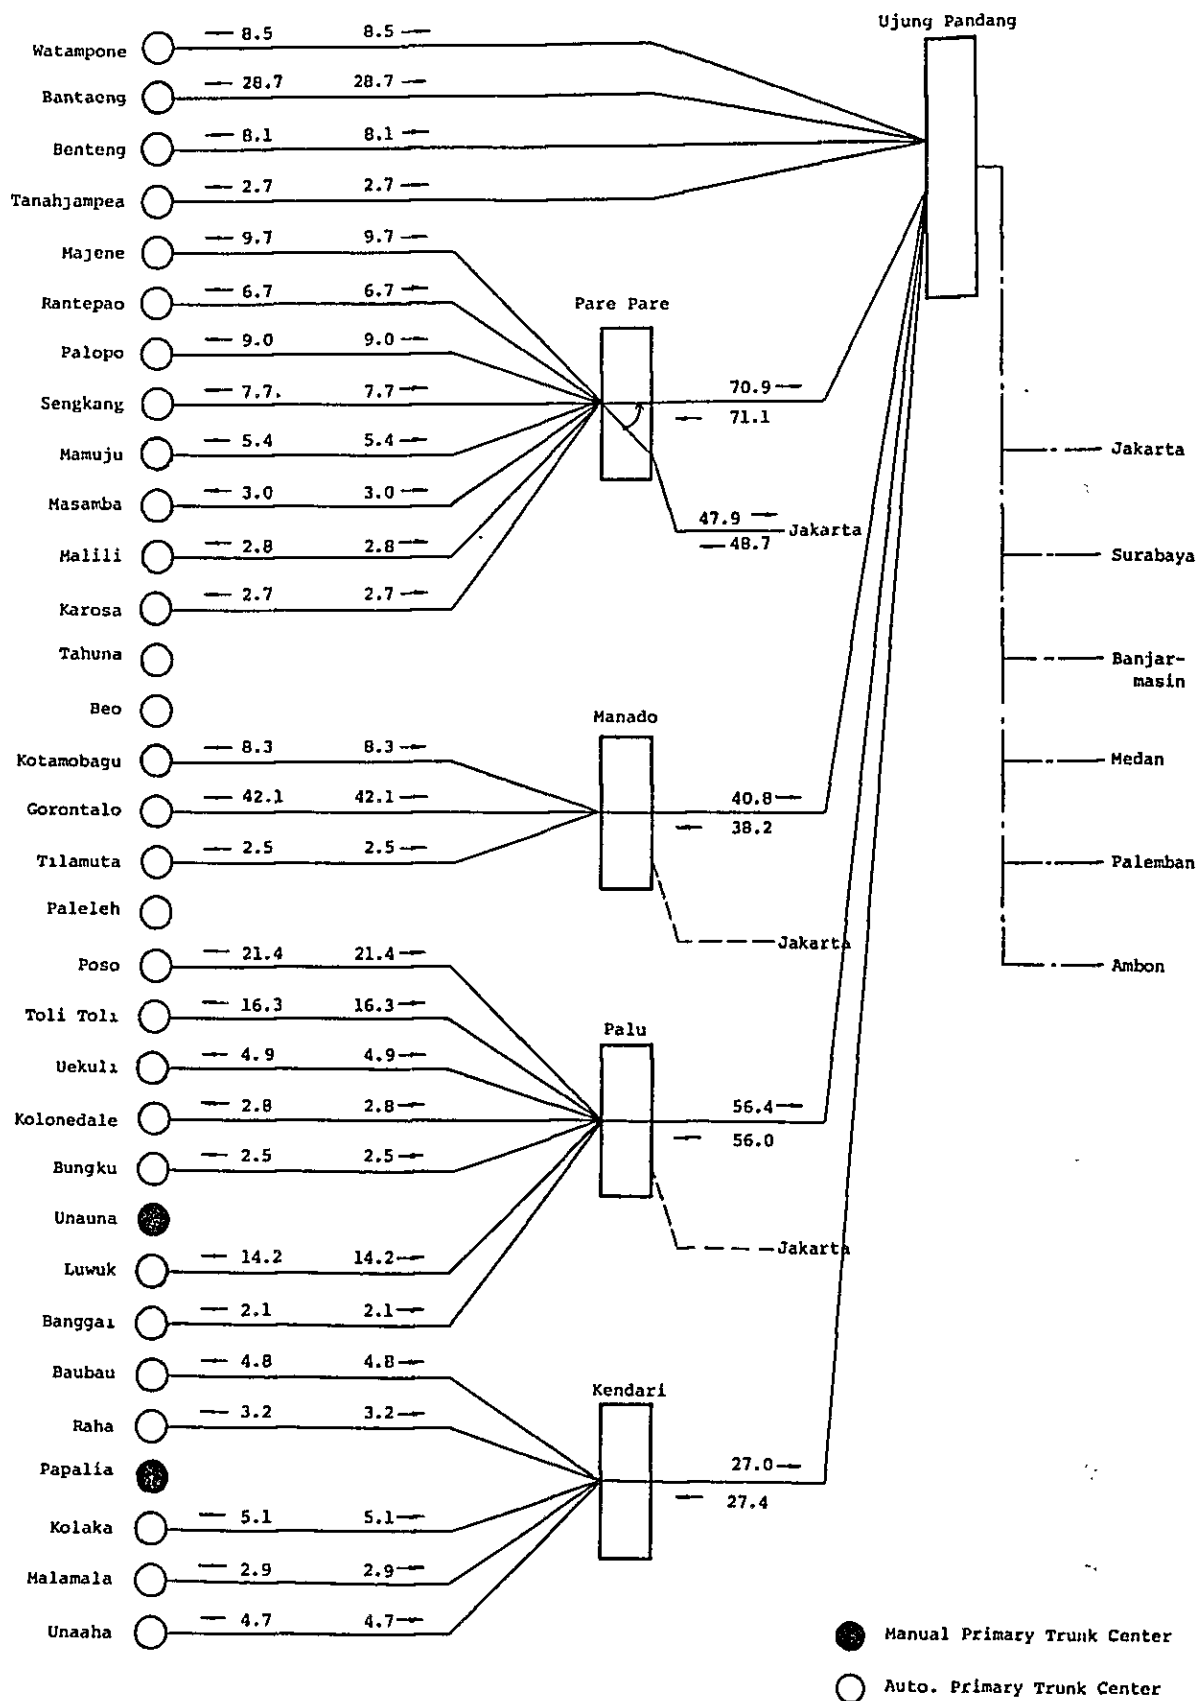 Ujung Pandang
Watampone 8.5 8.5
Bantaeng 28.7 28.7
Benteng 8.1 8.1
Tanahjampea 2.7 2.7
Majene 9.7 9.7
Rantepao 6.7 6.7
Pare Pare
Palopo 9.0 9.0
Sengkang 7.7 7.7
70.9
71.1
Mamuju 5.4 5.4
Jakarta
Masamba 3.0 3.0
47.9
Jakarta
48.7
Malili 2.8 2.8
Surabaya
Karosa 2.7 2.7
Tahuna
Banjar-
masin
Beo
Manado
Kotamobagu 8.3 8.3
Medan
Gorontalo 42.1 42.1
40.8
38.2
Tilamuta 2.5 2.5
Palemban
Paleleh
Jakarta
Poso 21.4 21.4
Ambon
Toli Toli 16.3 16.3
Palu
Uekuli 4.9 4.9
Kolonedale 2.8 2.8
56.4
56.0
Bungku 2.5 2.5
Unauna
Jakarta
Luwuk 14.2 14.2
Banggai 2.1 2.1
Baubau 4.8 4.8
Kendari
Raha 3.2 3.2
Papalia
27.0
27.4
Kolaka 5.1 5.1
Malamala 2.9 2.9
Unaaha 4.7 4.7
Manual Primary Trunk Center
Auto. Primary Trunk Center